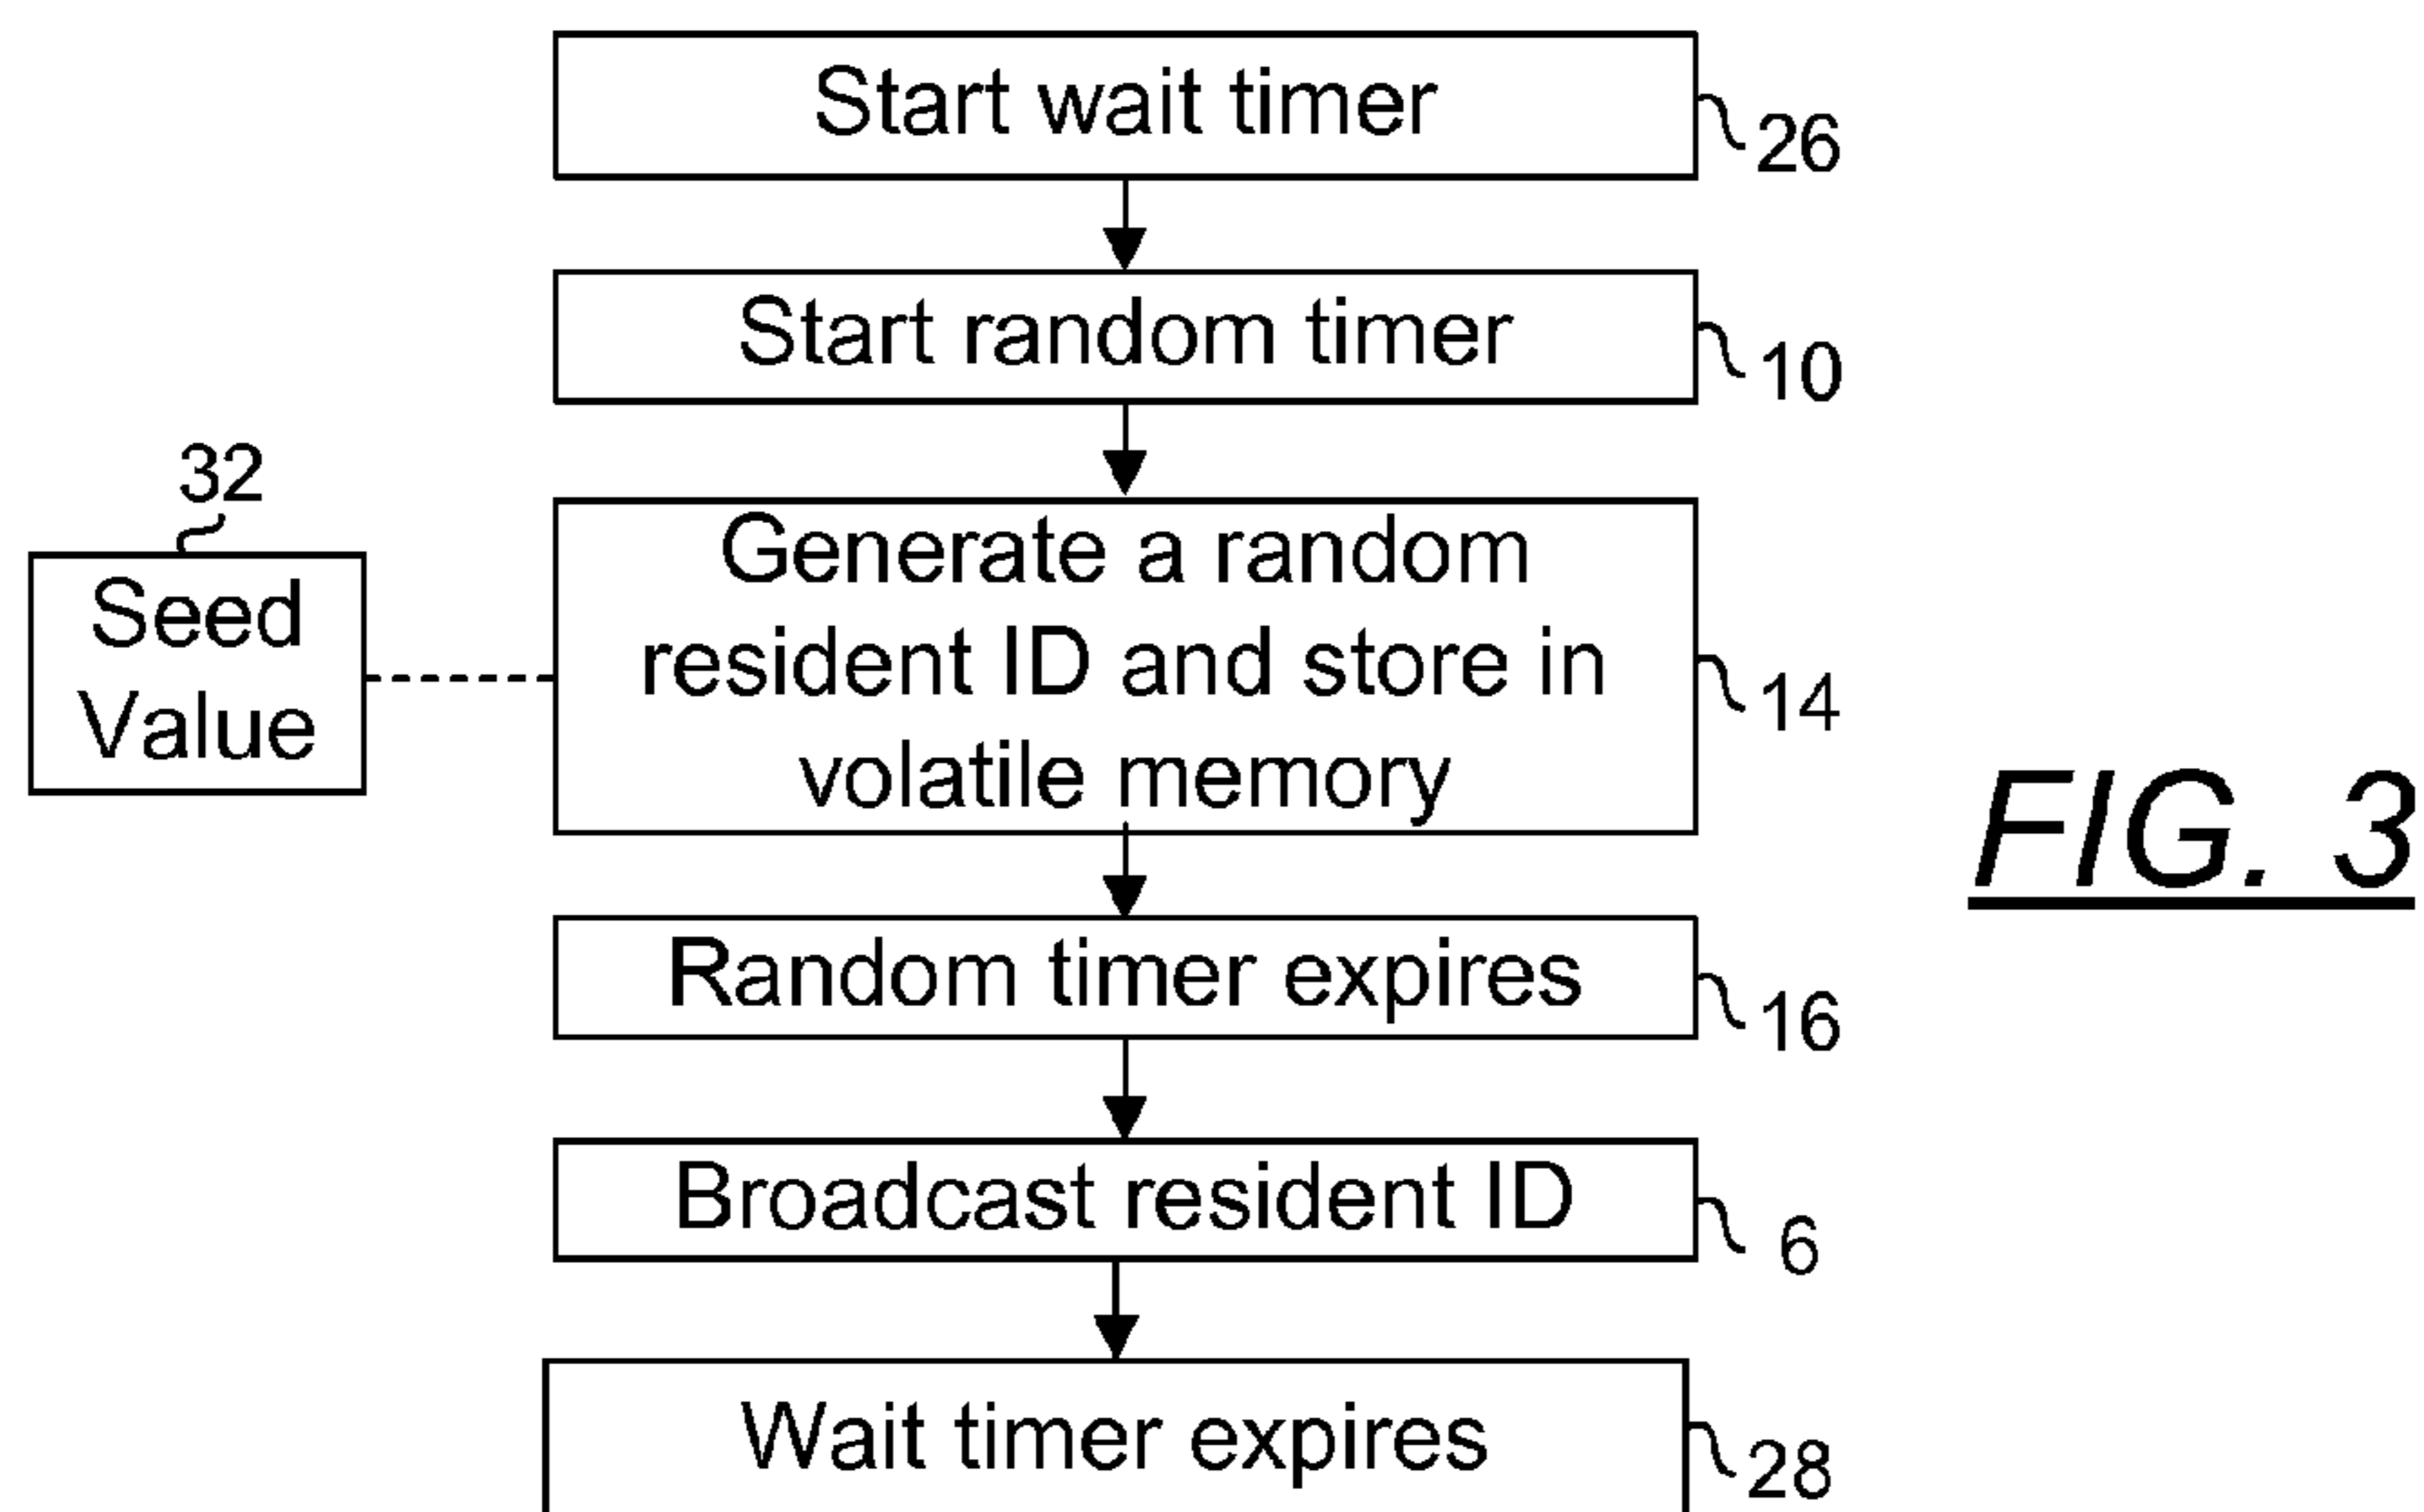 Start wait timer
26
Start random timer
10
32
Seed
Value
Generate a random
resident ID and store in
volatile memory
14
FIG. 3
Random timer expires
16
Broadcast resident ID
6
Wait timer expires
28